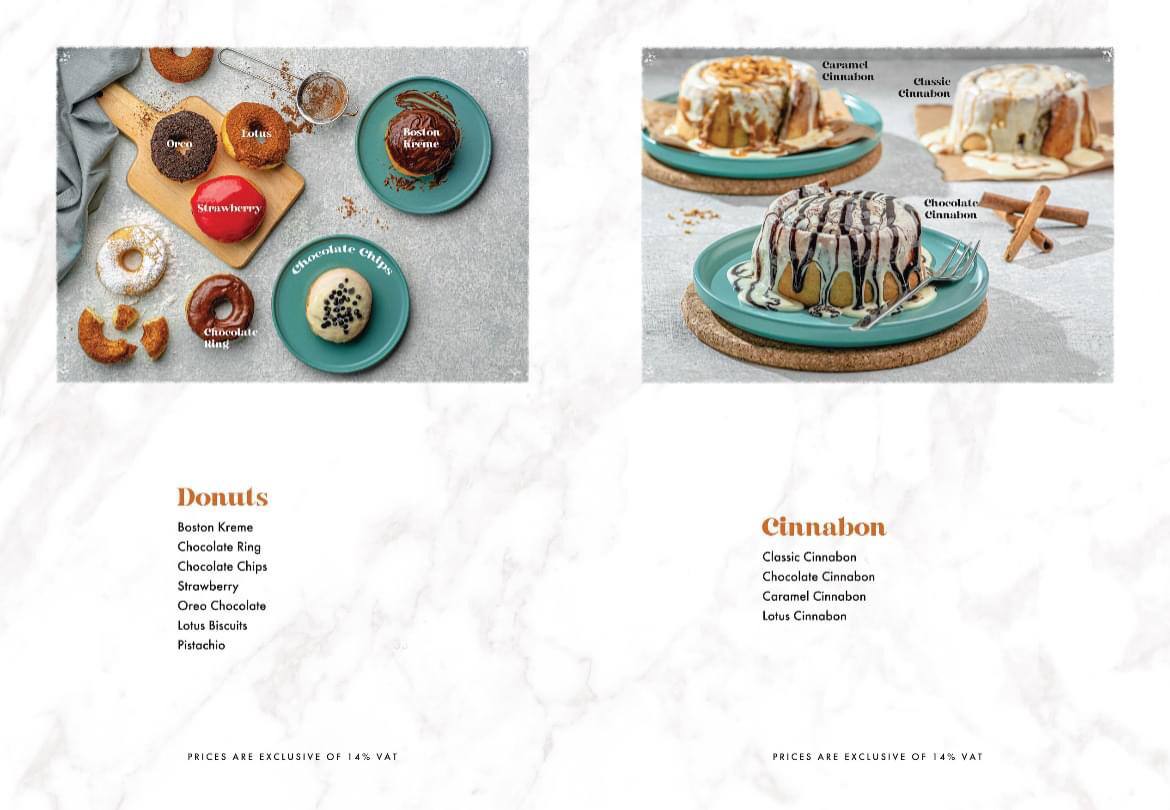 Oreo
Lotus
Boston
Kreme
Strawberry
Chocolate Chips
Chocolate
Ring
Donuts
Boston Kreme
Chocolate Ring
Chocolate Chips
Strawberry
Oreo Chocolate
Lotus Biscuits
Pistachio
PRICES ARE EXCLUSIVE OF 14% VAT
Caramel
Cinnabon
Classic
Cinnabon
Chocolate
Cinnabon
Cinnabon
Classic Cinnabon
Chocolate Cinnabon
Caramel Cinnabon
Lotus Cinnabon
PRICES ARE EXCLUSIVE OF 14% VAT